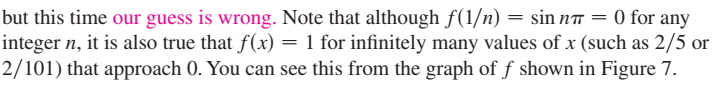 but this time our guess is wrong. Note that although f(1/n) = sin nπ = 0 for any
integer n, it is also true that f(x) = 1 for infinitely many values of x (such as 2/5 or
2/101) that approach 0. You can see this from the graph of f shown in Figure 7.